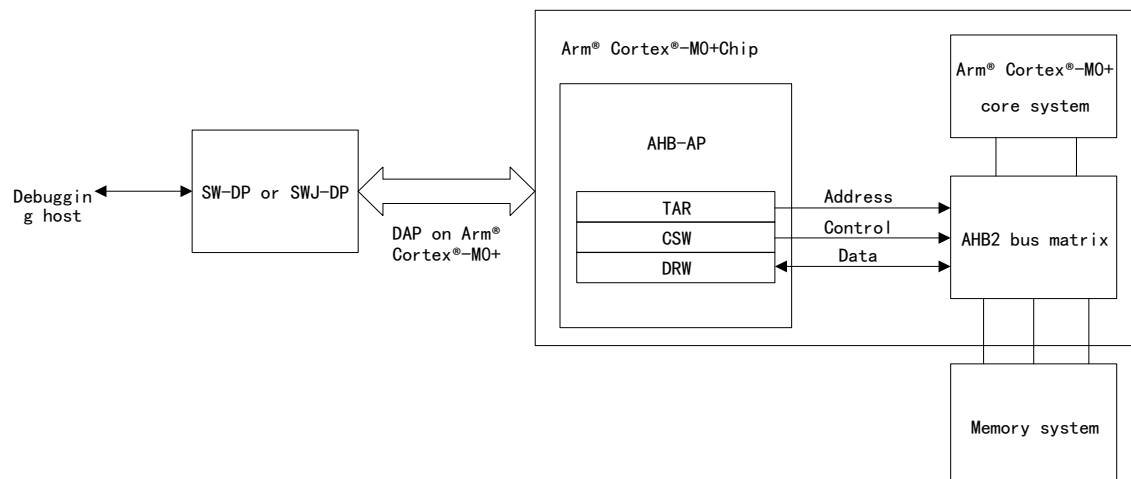 Arm® Cortex®-M0+Chip
Arm® Cortex®-M0+
core system
AHB-AP
Debuggin
g host
SW-DP or SWJ-DP
DAP on Arm®
Cortex®-M0+
TAR
CSW
DRW
Address
Control
Data
AHB2 bus matrix
Memory system